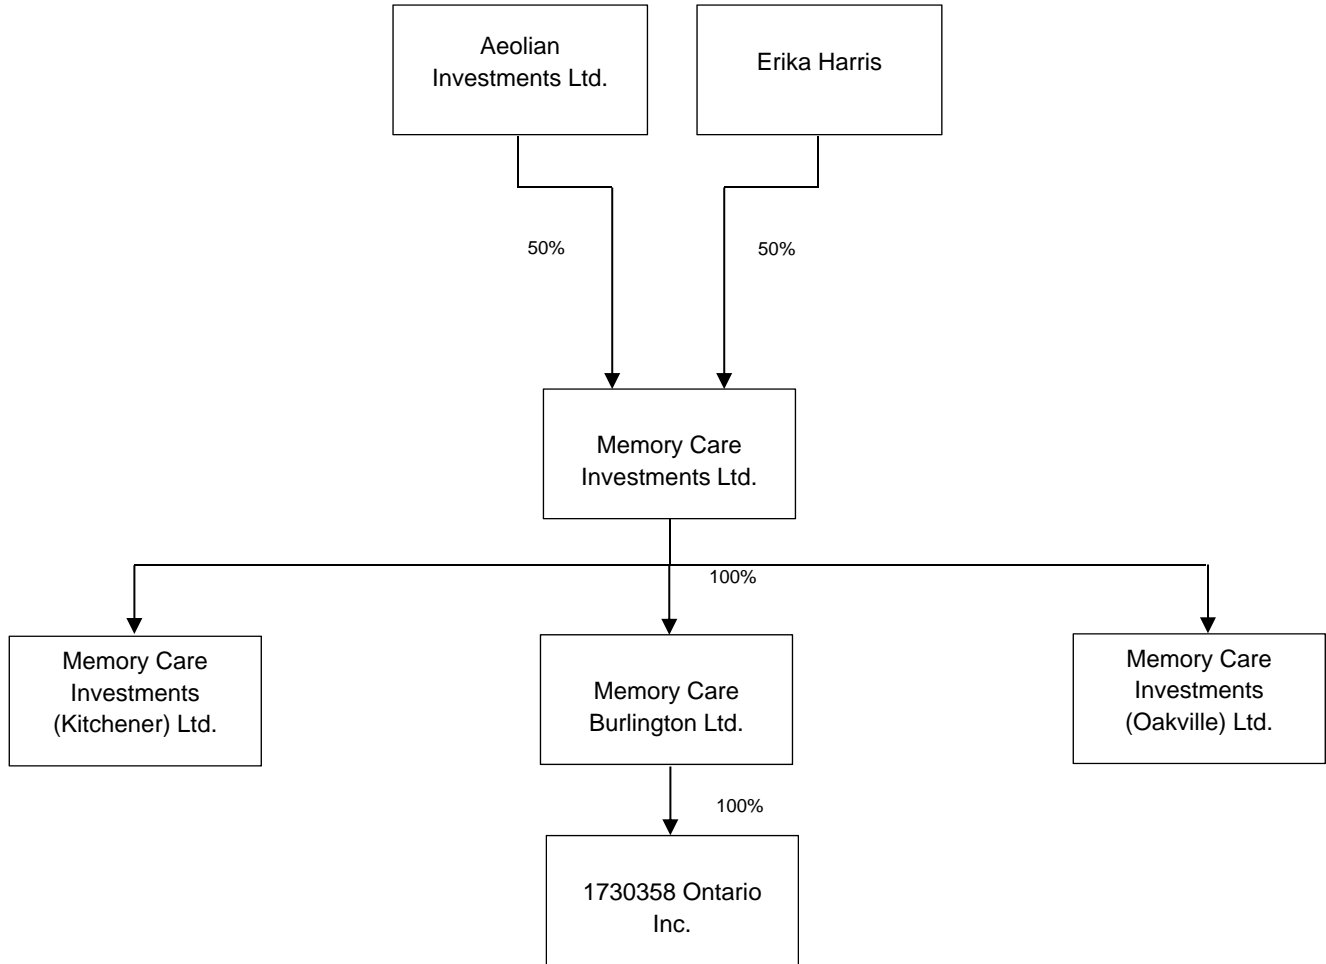 Aeolian
Investments Ltd.
Erika Harris
50%
50%
Memory Care
Investments Ltd.
100%
Memory Care
Investments
(Kitchener) Ltd.
Memory Care
Burlington Ltd.
Memory Care
Investments
(Oakville) Ltd.
100%
1730358 Ontario
Inc.